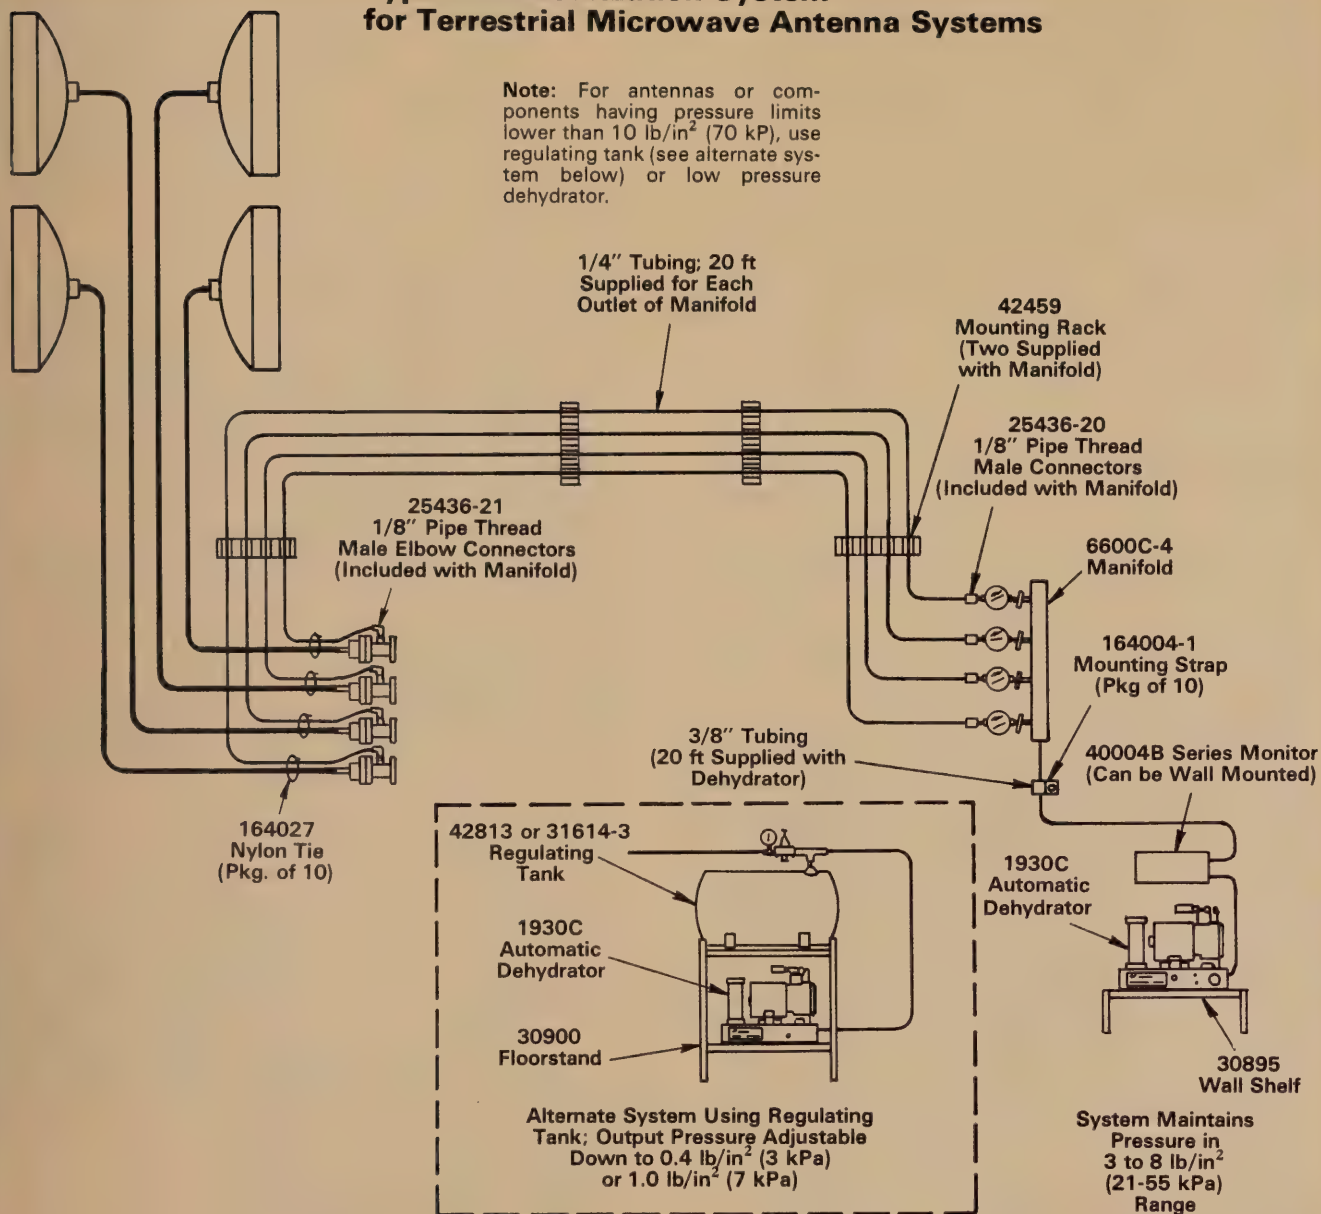 for Terrestrial Microwave Antenna Systems
Note: For antennas or com-
ponents having pressure limits
lower than 10 lb/in² (70 kP), use
regulating tank (see alternate sys-
tem below) or low pressure
dehydrator.
1/4" Tubing; 20 ft
Supplied for Each
Outlet of Manifold
42459
Mounting Rack
(Two Supplied
with Manifold)
25436-20
1/8" Pipe Thread
Male Connectors
(Included with Manifold)
25436-21
1/8" Pipe Thread
Male Elbow Connectors
(Included with Manifold)
6600C-4
Manifold
164004-1
Mounting Strap
(Pkg of 10)
3/8" Tubing
(20 ft Supplied with
Dehydrator)
40004B Series Monitor
(Can be Wall Mounted)
164027
Nylon Tie
(Pkg. of 10)
42813 or 31614-3
Regulating
Tank
1930C
Automatic
Dehydrator
30900
Floorstand
Alternate System Using Regulating
Tank; Output Pressure Adjustable
Down to 0.4 lb/in² (3 kPa)
or 1.0 lb/in² (7 kPa)
1930C
Automatic
Dehydrator
30895
Wall Shelf
System Maintains
Pressure in
3 to 8 lb/in²
(21-55 kPa)
Range